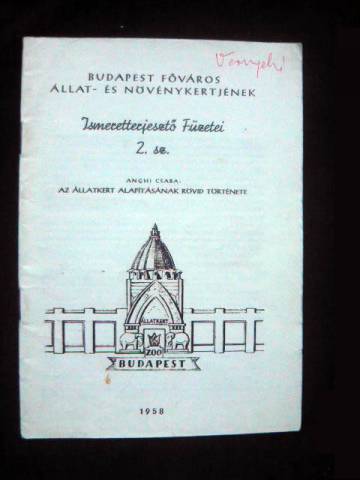 BUDAPEST FŐVÁROS
ÁLLAT- ÉS NÖVÉNYKERTJÉNEK
Ismeretterjesztő Füzetei
2. sz.
ANGHI CSABA:
AZ ÁLLATKERT ALAPÍTÁSÁNAK RÖVID TÖRTÉNETE
ÁLLATKERT
ZOO
BUDAPEST
1958